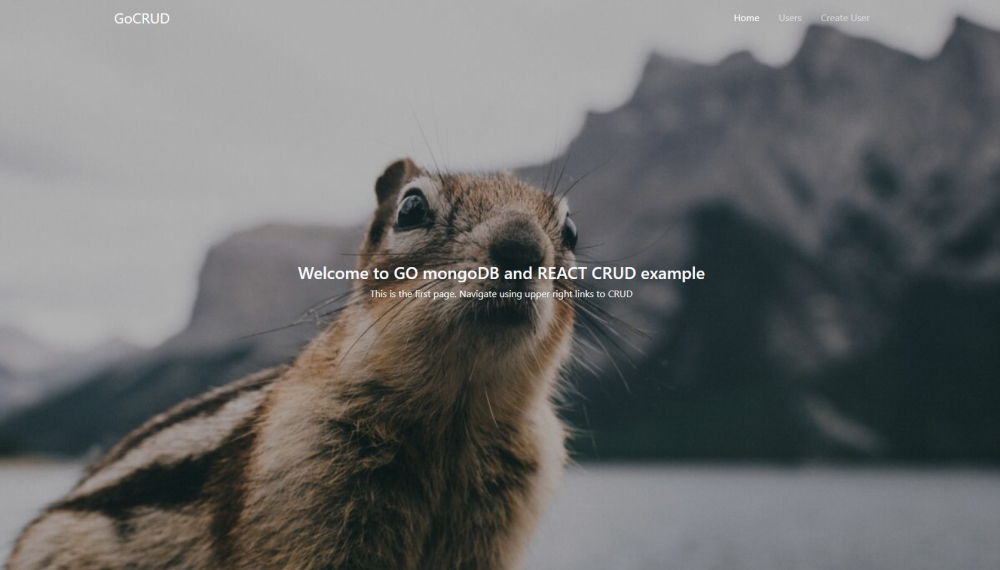 GoCRUD
Home Users Create User
Welcome to GO mongoDB and REACT CRUD example
This is the first page. Navigate using upper right links to CRUD